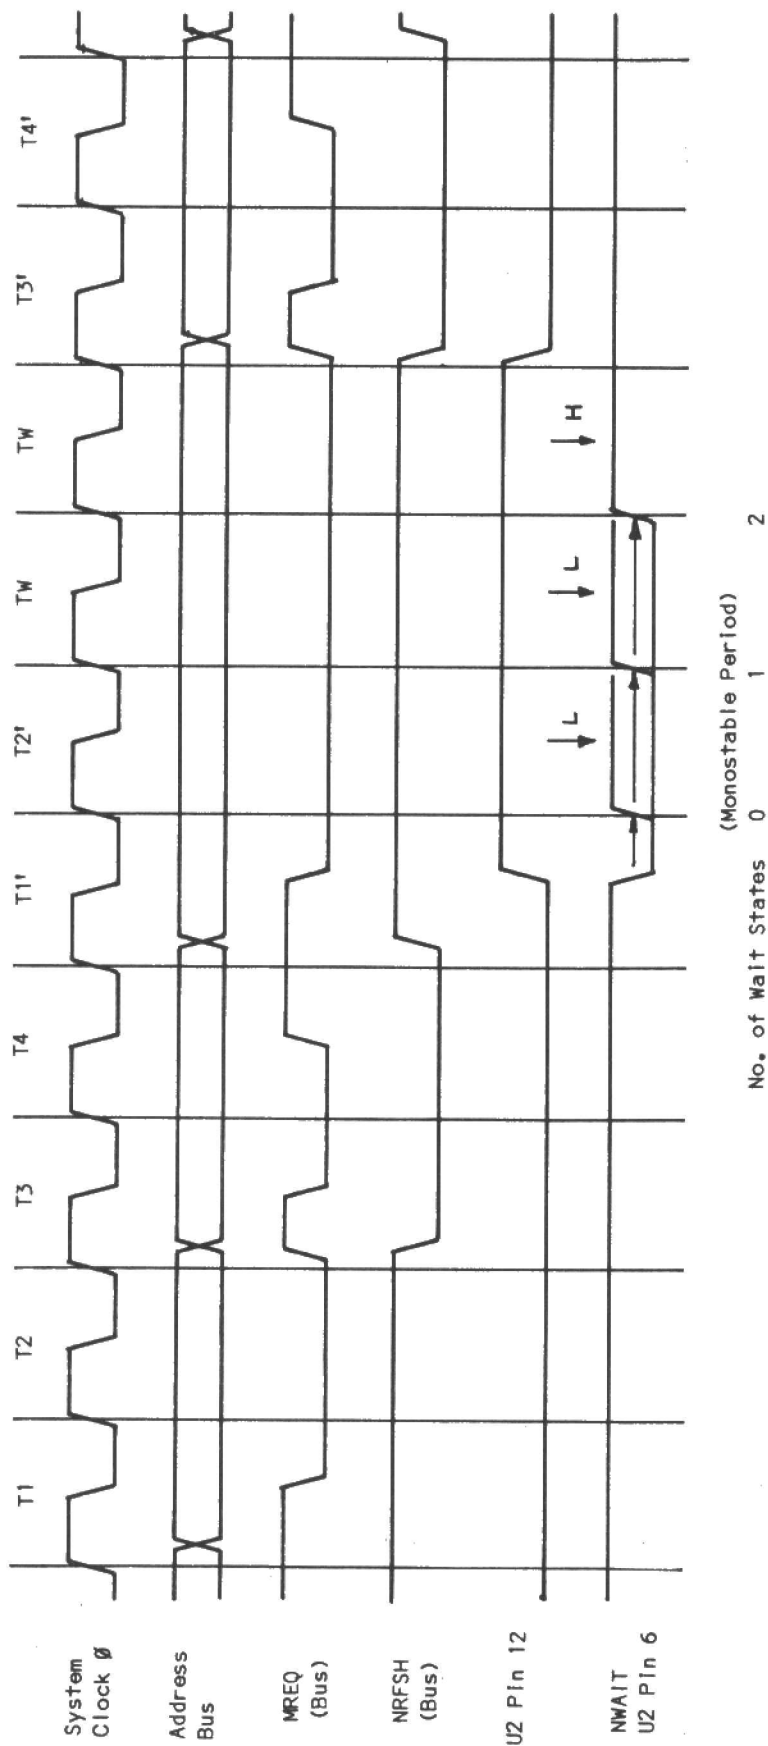 T1 T2 T3 T4 T1' T2' TW TW T3' T4'
System
Clock Ø
Address
Bus
MREQ
(Bus)
NRFSH
(Bus)
U2 Pin 12
NWAIT
U2 Pin 6
L L H
(Monostable Period)
No. of Wait States 0 1 2